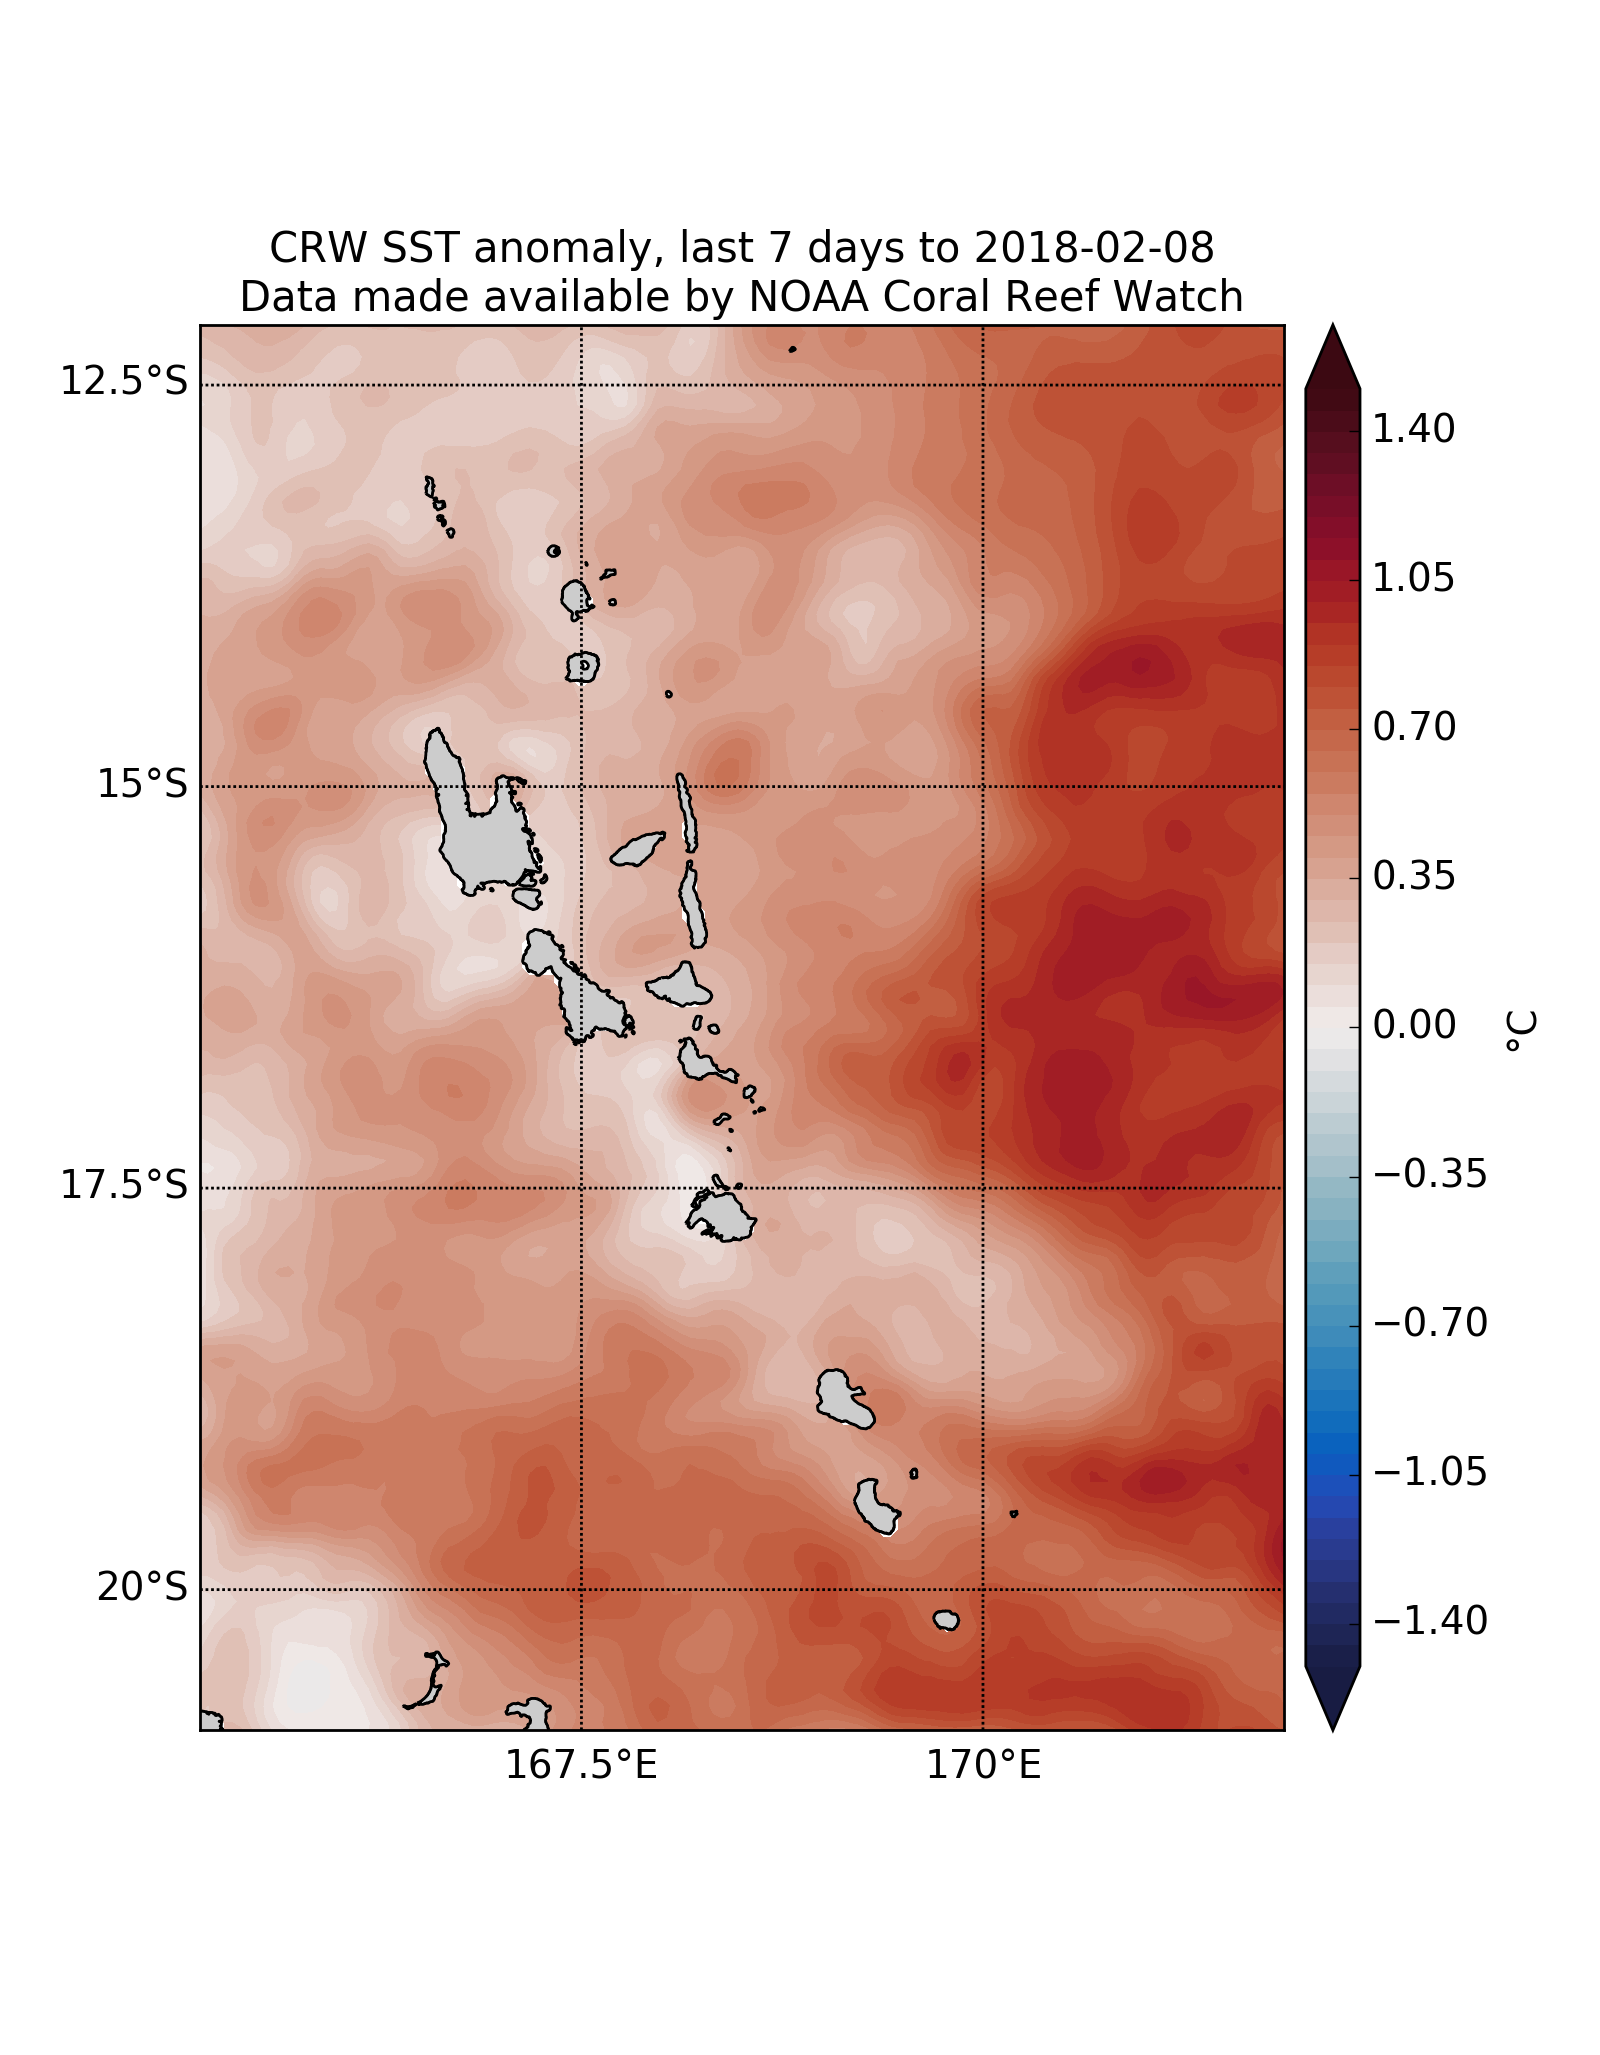 CRW SST anomaly, last 7 days to 2018-02-08
Data made available by NOAA Coral Reef Watch
12.5°S
15°S
17.5°S
20°S
167.5°E
170°E
1.40
1.05
0.70
0.35
0.00
−0.35
−0.70
−1.05
−1.40
°C